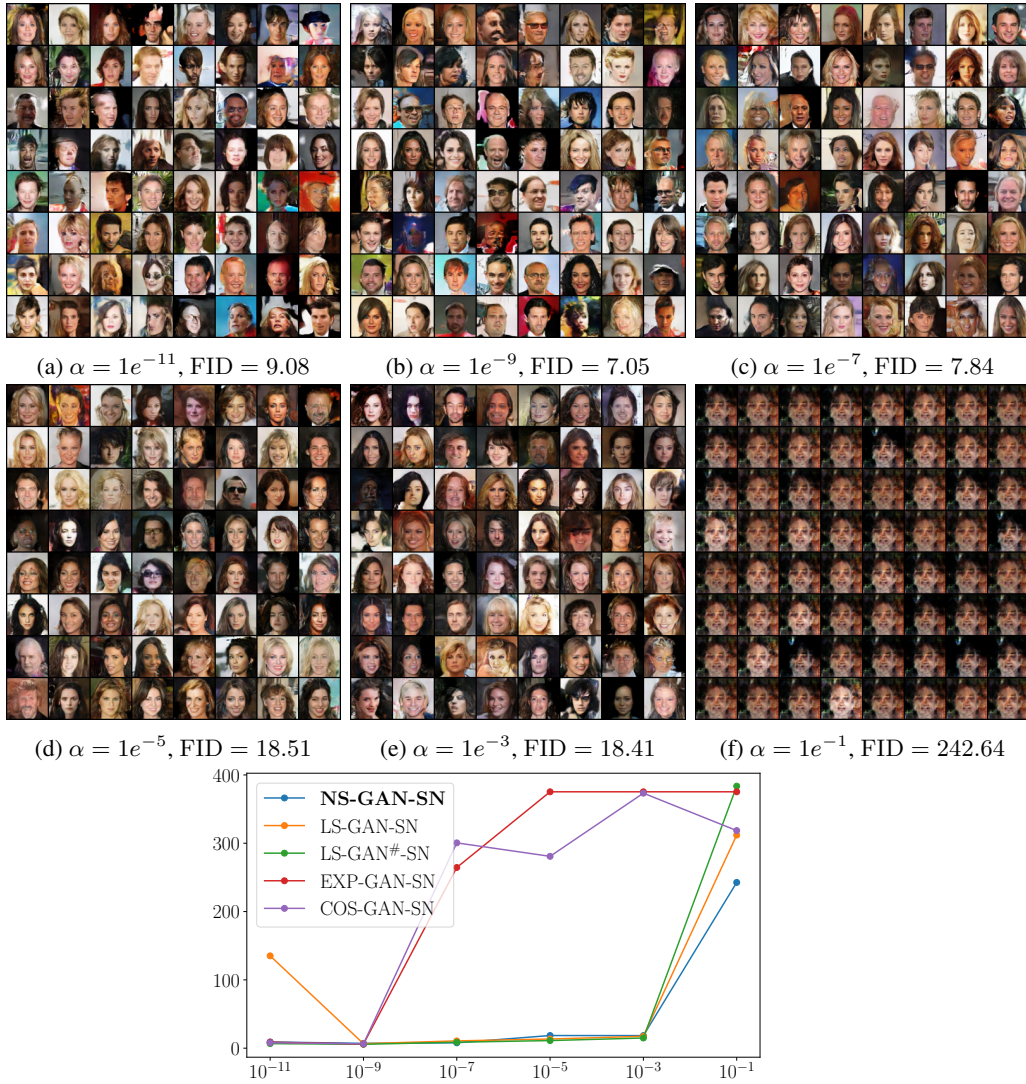 (a) α = 1e⁻¹¹, FID = 9.08
(b) α = 1e⁻⁹, FID = 7.05
(c) α = 1e⁻⁷, FID = 7.84
(d) α = 1e⁻⁵, FID = 18.51
(e) α = 1e⁻³, FID = 18.41
(f) α = 1e⁻¹, FID = 242.64
400
300
200
100
0
NS-GAN-SN
LS-GAN-SN
LS-GAN#-SN
EXP-GAN-SN
COS-GAN-SN
10⁻¹¹ 10⁻⁹ 10⁻⁷ 10⁻⁵ 10⁻³ 10⁻¹